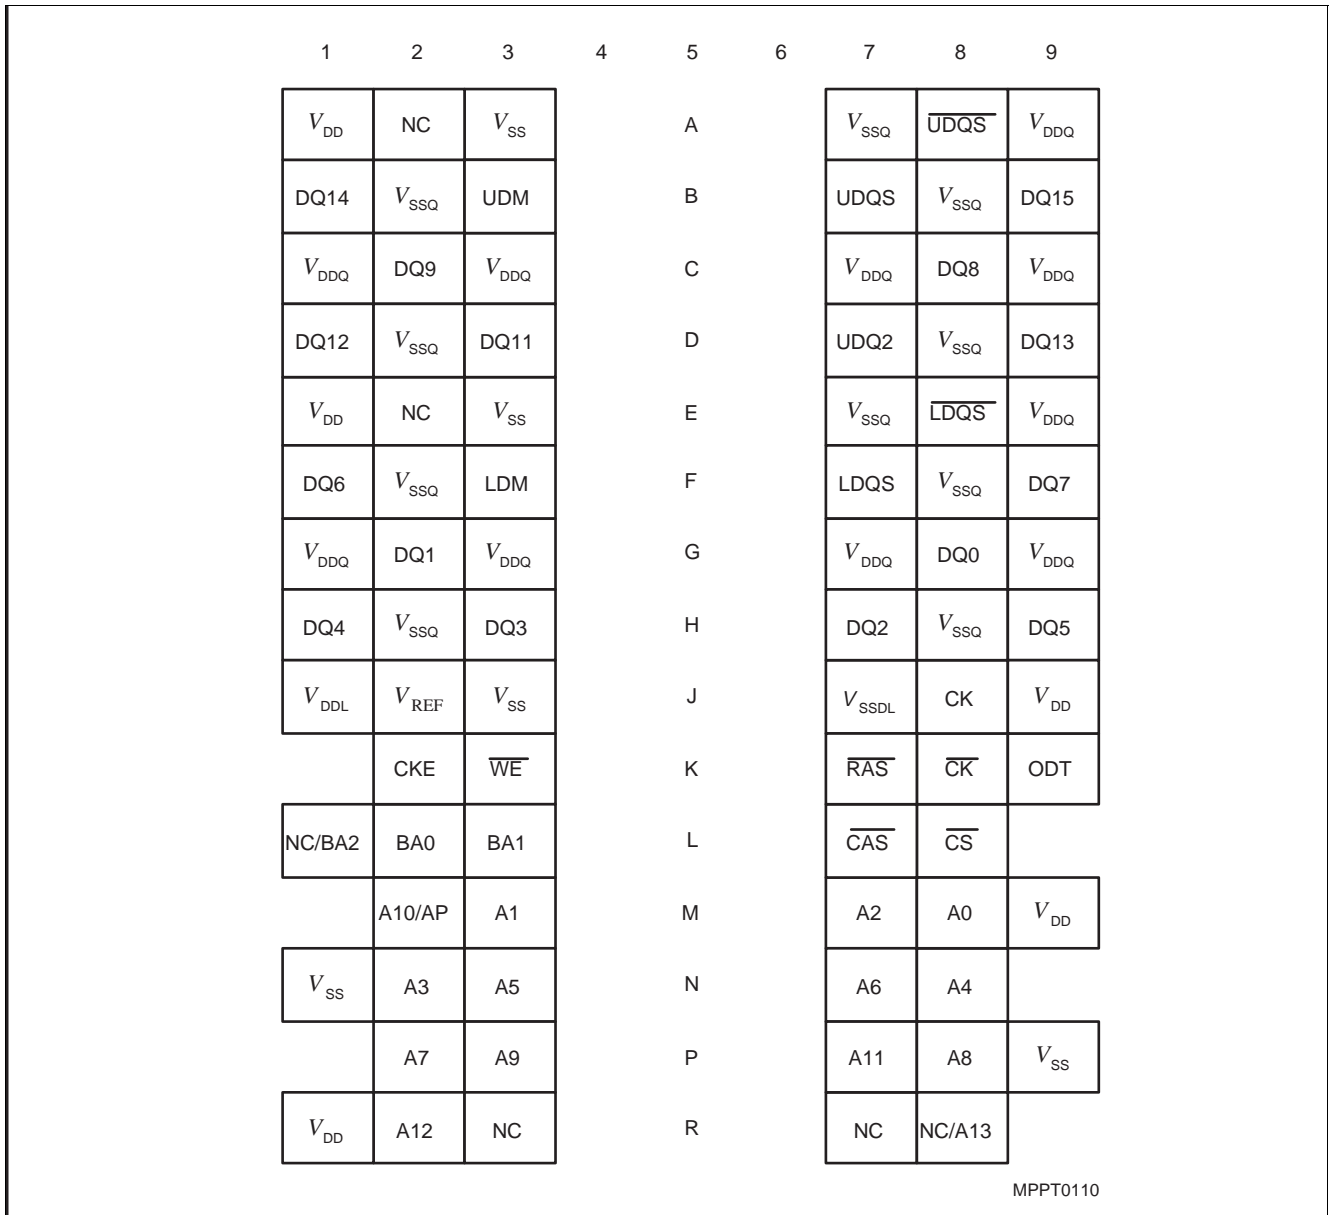 1 2 3 4 5 6 7 8 9
VDD NC VSS A VSSQ UDQS VDDQ
DQ14 VSSQ UDM B UDQS VSSQ DQ15
VDDQ DQ9 VDDQ C VDDQ DQ8 VDDQ
DQ12 VSSQ DQ11 D UDQ2 VSSQ DQ13
VDD NC VSS E VSSQ LDQS VDDQ
DQ6 VSSQ LDM F LDQS VSSQ DQ7
VDDQ DQ1 VDDQ G VDDQ DQ0 VDDQ
DQ4 VSSQ DQ3 H DQ2 VSSQ DQ5
VDDL VREF VSS J VSSDL CK VDD
CKE WE K RAS CK ODT
NC/BA2 BA0 BA1 L CAS CS
A10/AP A1 M A2 A0 VDD
VSS A3 A5 N A6 A4
A7 A9 P A11 A8 VSS
VDD A12 NC R NC NC/A13
MPPT0110